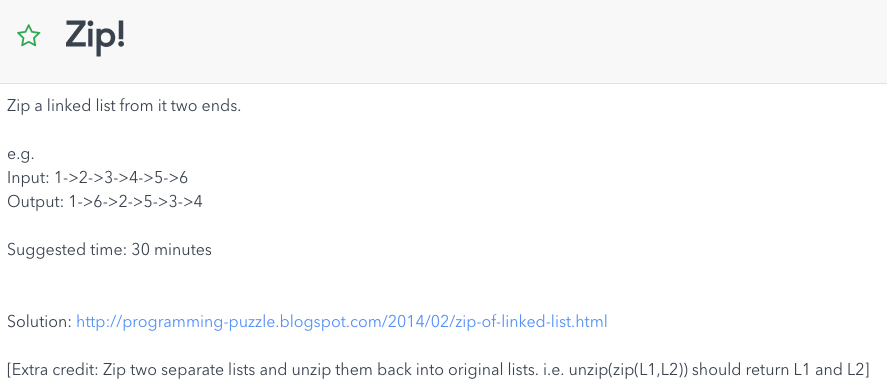 Zip!
Zip a linked list from it two ends.
e.g.
Input: 1->2->3->4->5->6
Output: 1->6->2->5->3->4
Suggested time: 30 minutes
Solution: http://programming-puzzle.blogspot.com/2014/02/zip-of-linked-list.html
[Extra credit: Zip two separate lists and unzip them back into original lists. i.e. unzip(zip(L1,L2)) should return L1 and L2]